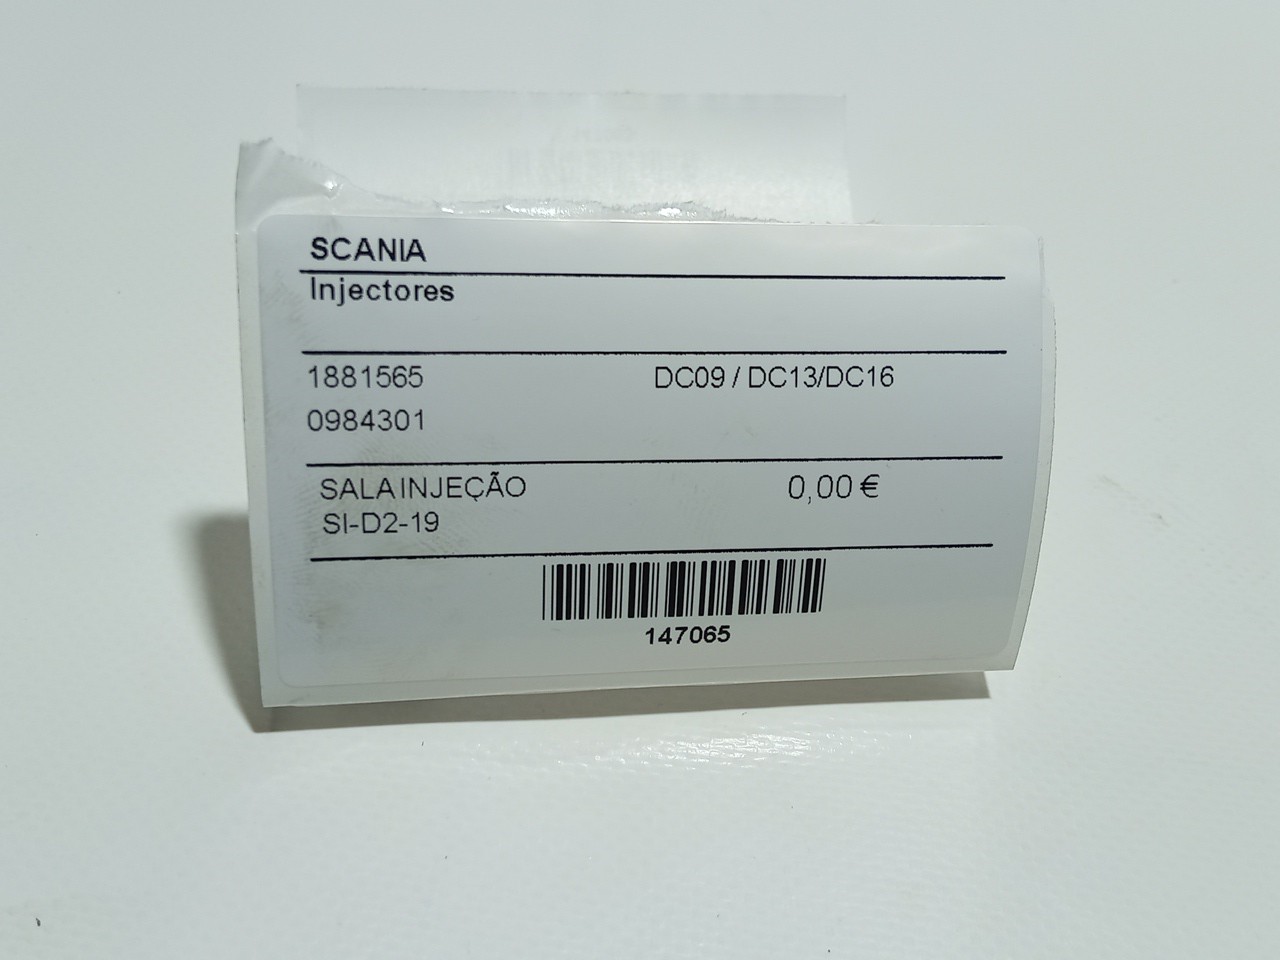 SCANIA
Injectores
1881565 DC09 / DC13/DC16
0984301
SALA INJEÇÃO 0,00 €
SI-D2-19
147065